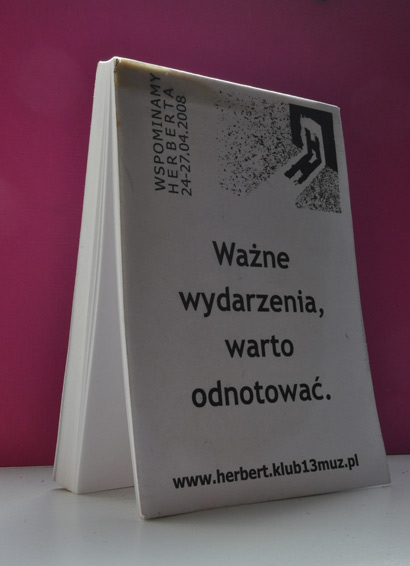 WSPOMINAMY
HERBERTA
24-27.04.2008
H
H
Ważne
wydarzenia,
warto
odnotować.
www.herbert.klub13muz.pl